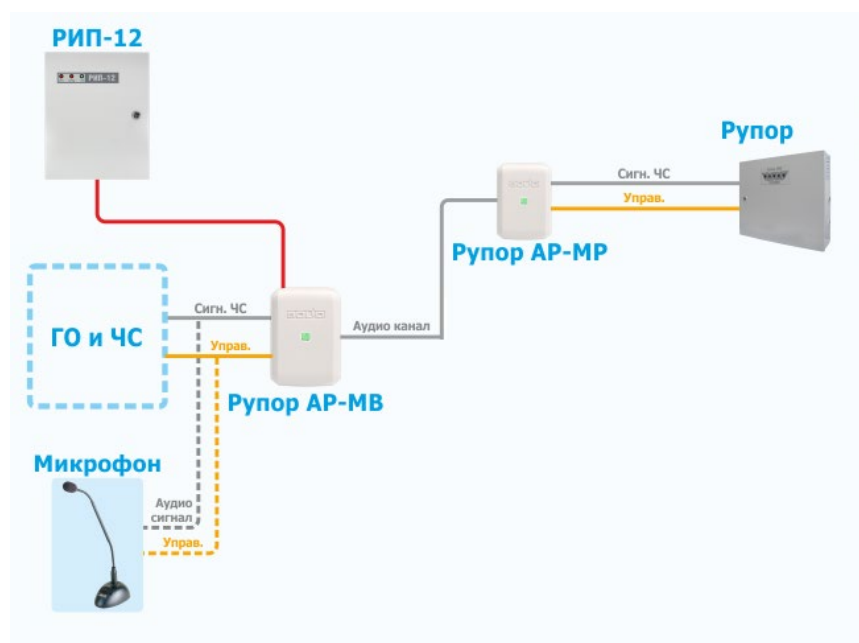 РИП-12
РИП-12
Рупор
Сигн. ЧС
Управ.
Рупор АР-МР
ГО и ЧС
Сигн. ЧС
Управ.
Аудио канал
Рупор АР-МВ
Микрофон
Аудио
сигнал
Управ.